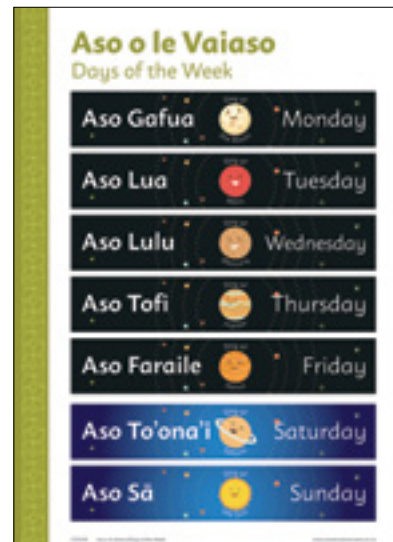 Aso o le Vaiaso
Days of the Week
Aso Gafua Monday
Aso Lua Tuesday
Aso Lulu Wednesday
Aso Tofi Thursday
Aso Faraile Friday
Aso To'ona'i Saturday
Aso Sā Sunday